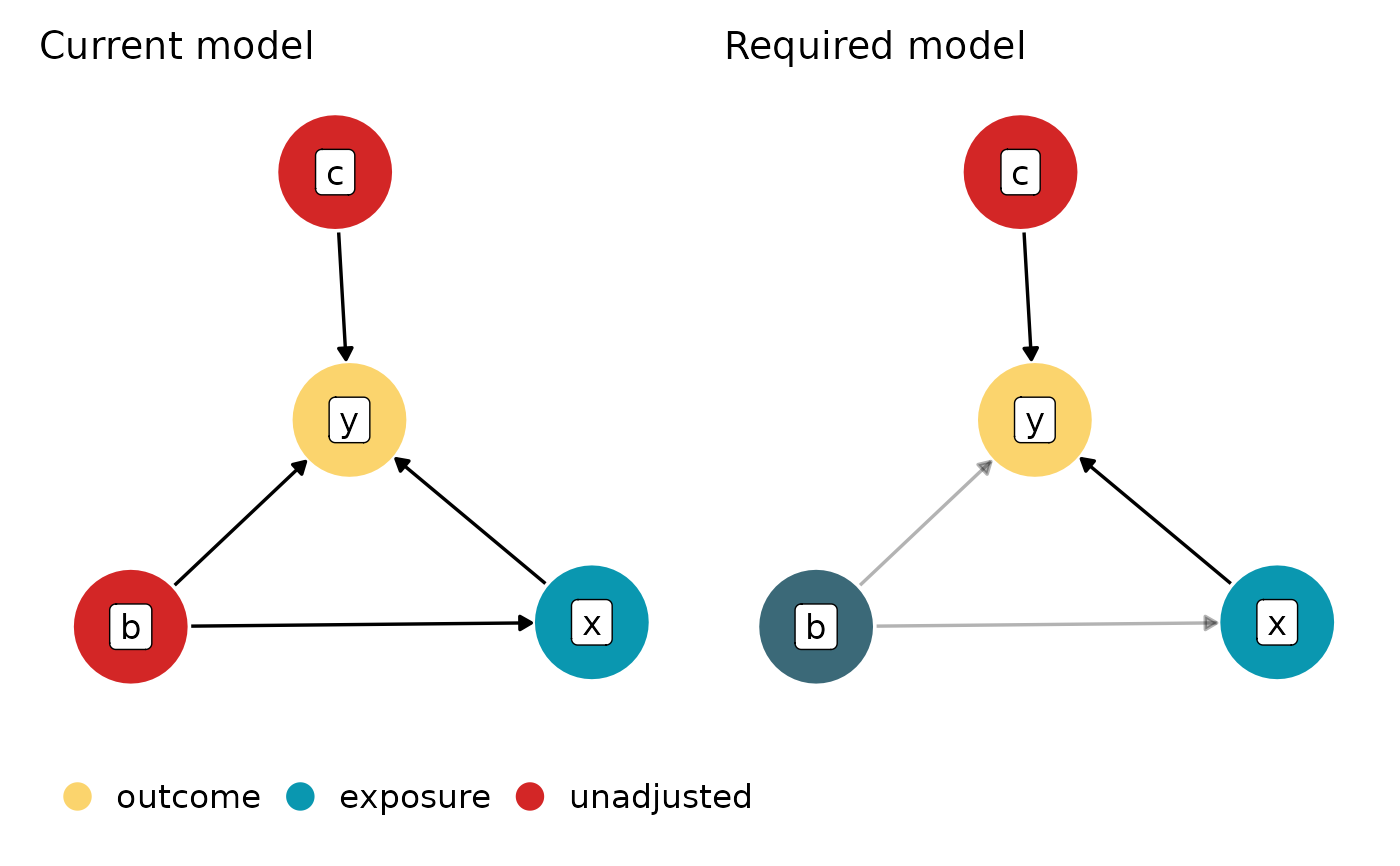 Current model
c
y
b
x
Required model
c
y
b
x
outcome exposure unadjusted